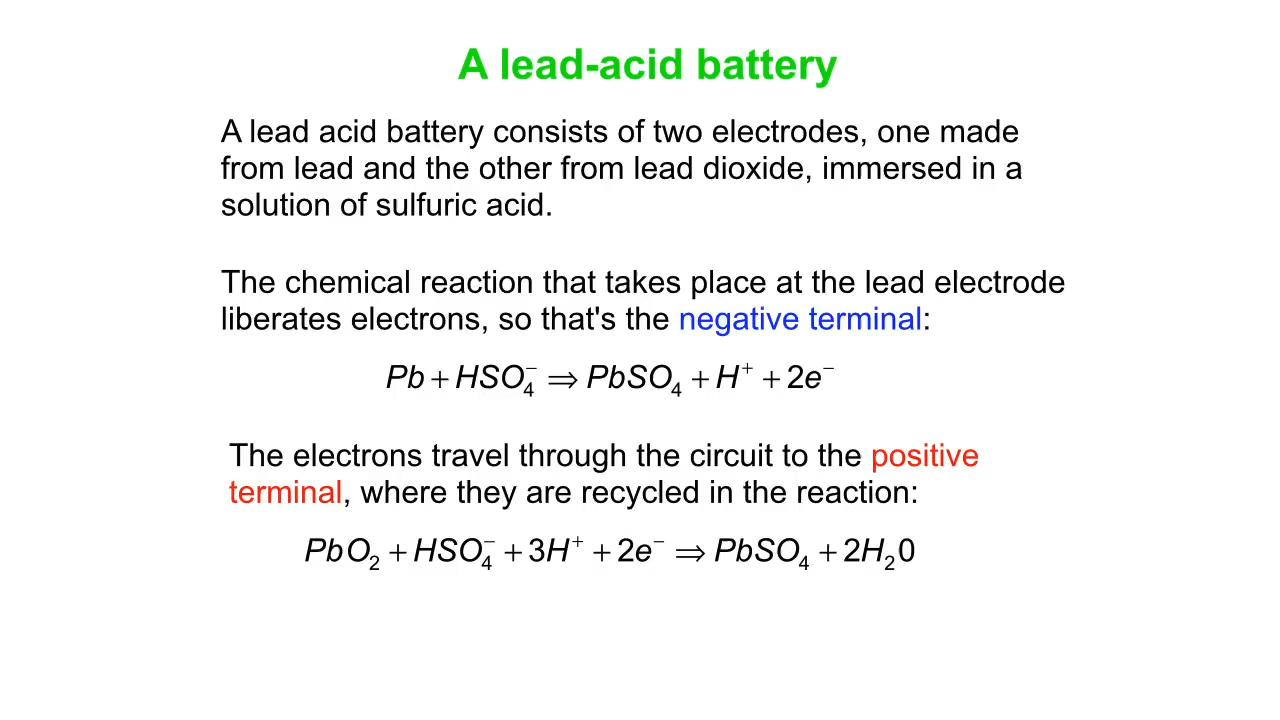 A lead-acid battery
A lead acid battery consists of two electrodes, one made
from lead and the other from lead dioxide, immersed in a
solution of sulfuric acid.
The chemical reaction that takes place at the lead electrode
liberates electrons, so that's the negative terminal:
Pb + HSO₄⁻ ⇒ PbSO₄ + H⁺ + 2e⁻
The electrons travel through the circuit to the positive
terminal, where they are recycled in the reaction:
PbO₂ + HSO₄⁻ + 3H⁺ + 2e⁻ ⇒ PbSO₄ + 2H₂0